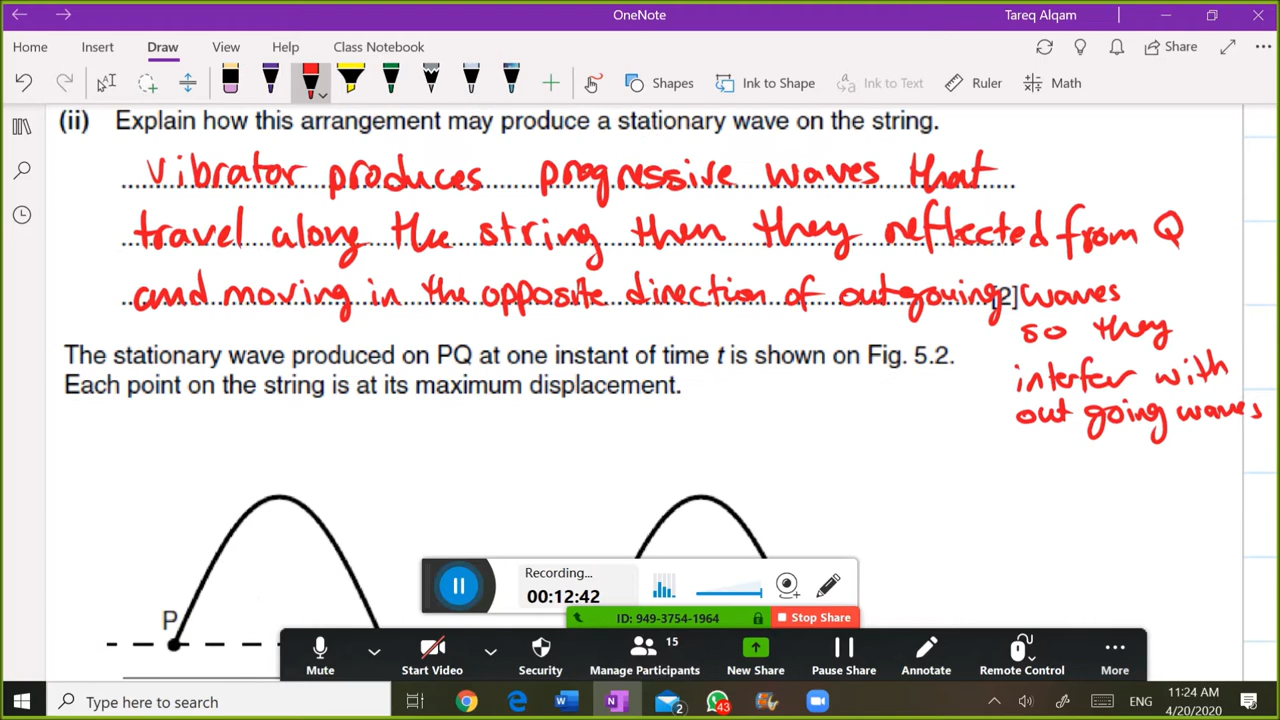 OneNote
Tareq Alqam
Home Insert Draw View Help Class Notebook Share
Shapes Ink to Shape Ink to Text Ruler Math
(ii) Explain how this arrangement may produce a stationary wave on the string.
vibrator produces progressive waves that
travel along the string then they reflected from Q
and moving in the opposite direction of outgouing [2] waves
so they
The stationary wave produced on PQ at one instant of time t is shown on Fig. 5.2.
Each point on the string is at its maximum displacement.
interfer with
out going waves
Recording...
00:12:42
ID: 949-3754-1964 Stop Share
P
15
Mute Start Video Security Manage Participants New Share Pause Share Annotate Remote Control More
Type here to search
W N 2 43 ENG
11:24 AM
4/20/2020